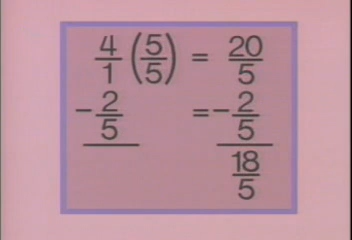 4/1 (5/5) = 20/5
- 2/5 = - 2/5
18/5